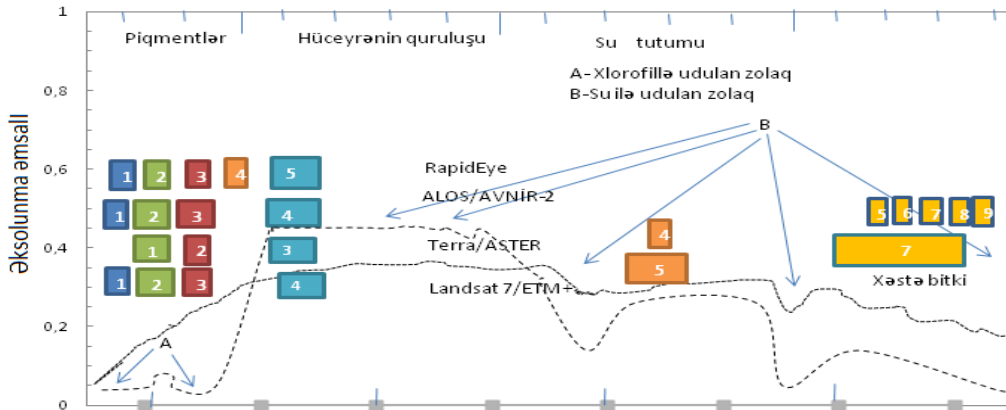 1
Piqmentlər Hüceyrənin quruluşu Su tutumu
A-Xlorofillə udulan zolaq
0,8
B-Su ilə udulan zolaq
B
Əksolunma əmsalı
0,6
1 2 3 4 5 RapidEye
ALOS/AVNİR-2
1 2 3 4 5 6 7 8 9
4
0,4
1 2 3 Terra/ASTER 7
5
1 2 3 4 Landsat 7/ETM+ Xəstə bitki
0,2
A
0